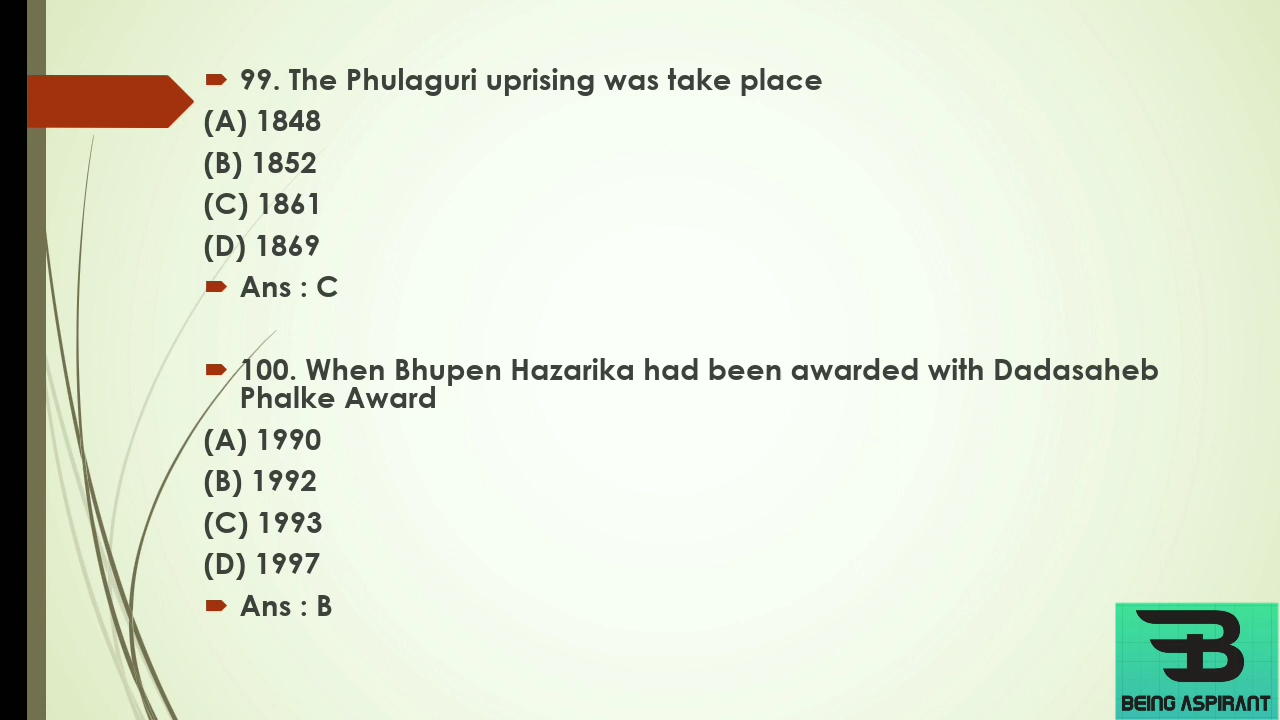 99. The Phulaguri uprising was take place
(A) 1848
(B) 1852
(C) 1861
(D) 1869
Ans : C
100. When Bhupen Hazarika had been awarded with Dadasaheb
Phalke Award
(A) 1990
(B) 1992
(C) 1993
(D) 1997
Ans : B
BEING ASPIRANT